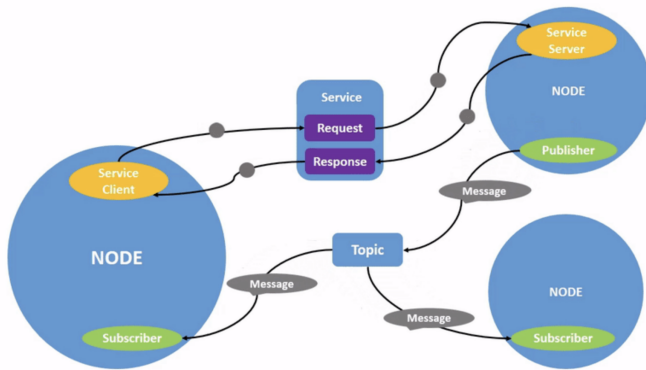 Service
Server
NODE
Publisher
Service
Request
Response
Service
Client
NODE
Subscriber
Message
Topic
Message
Message
NODE
Subscriber